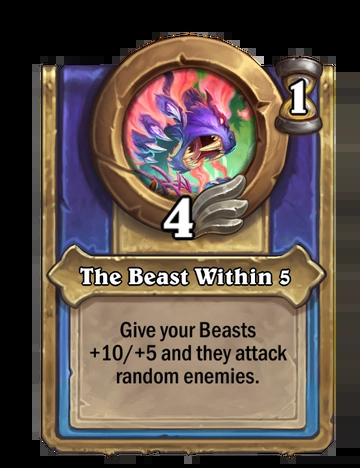 1
4
The Beast Within 5
Give your Beasts
+10/+5 and they attack
random enemies.